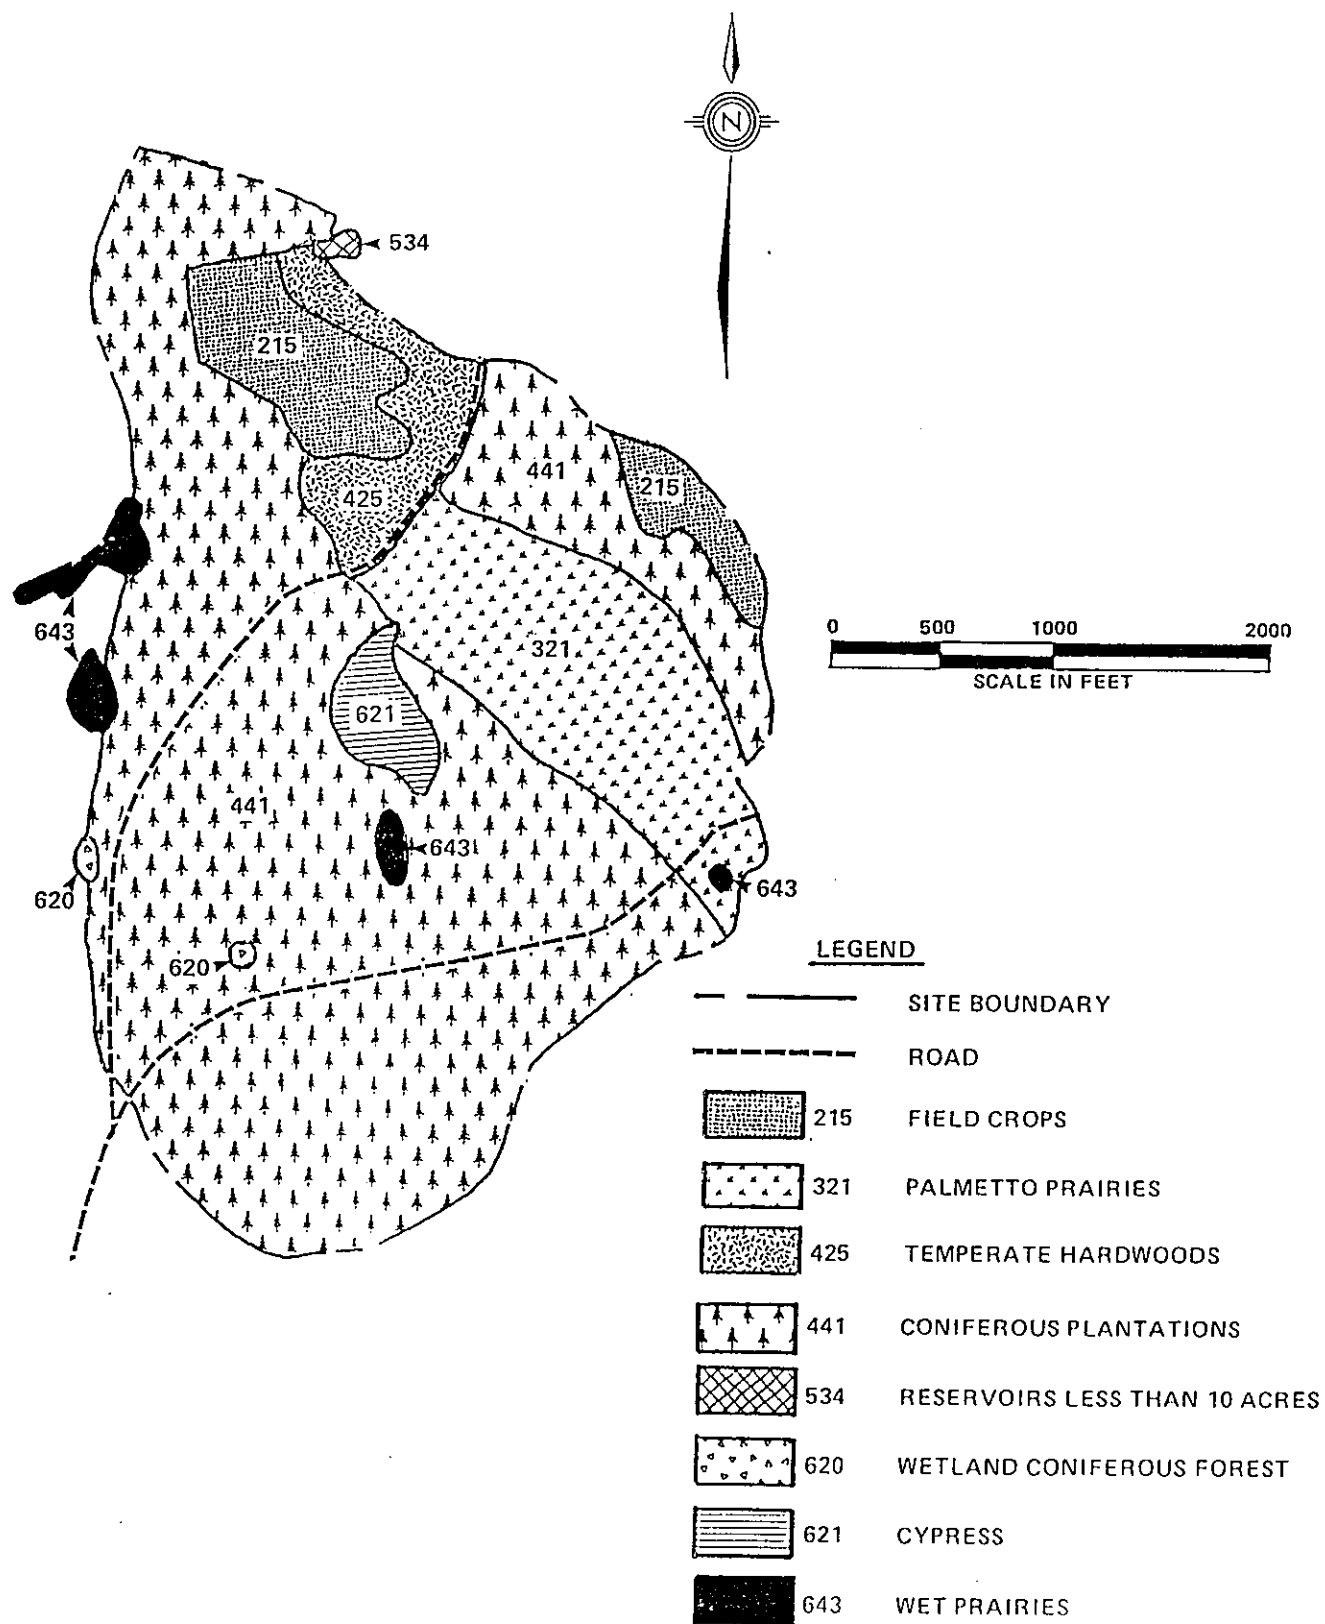 N
534
215
441
215
425
643
321
621
441
643
643
620
620
0 500 1000 2000
SCALE IN FEET
LEGEND
SITE BOUNDARY
ROAD
215 FIELD CROPS
321 PALMETTO PRAIRIES
425 TEMPERATE HARDWOODS
441 CONIFEROUS PLANTATIONS
534 RESERVOIRS LESS THAN 10 ACRES
620 WETLAND CONIFEROUS FOREST
621 CYPRESS
643 WET PRAIRIES